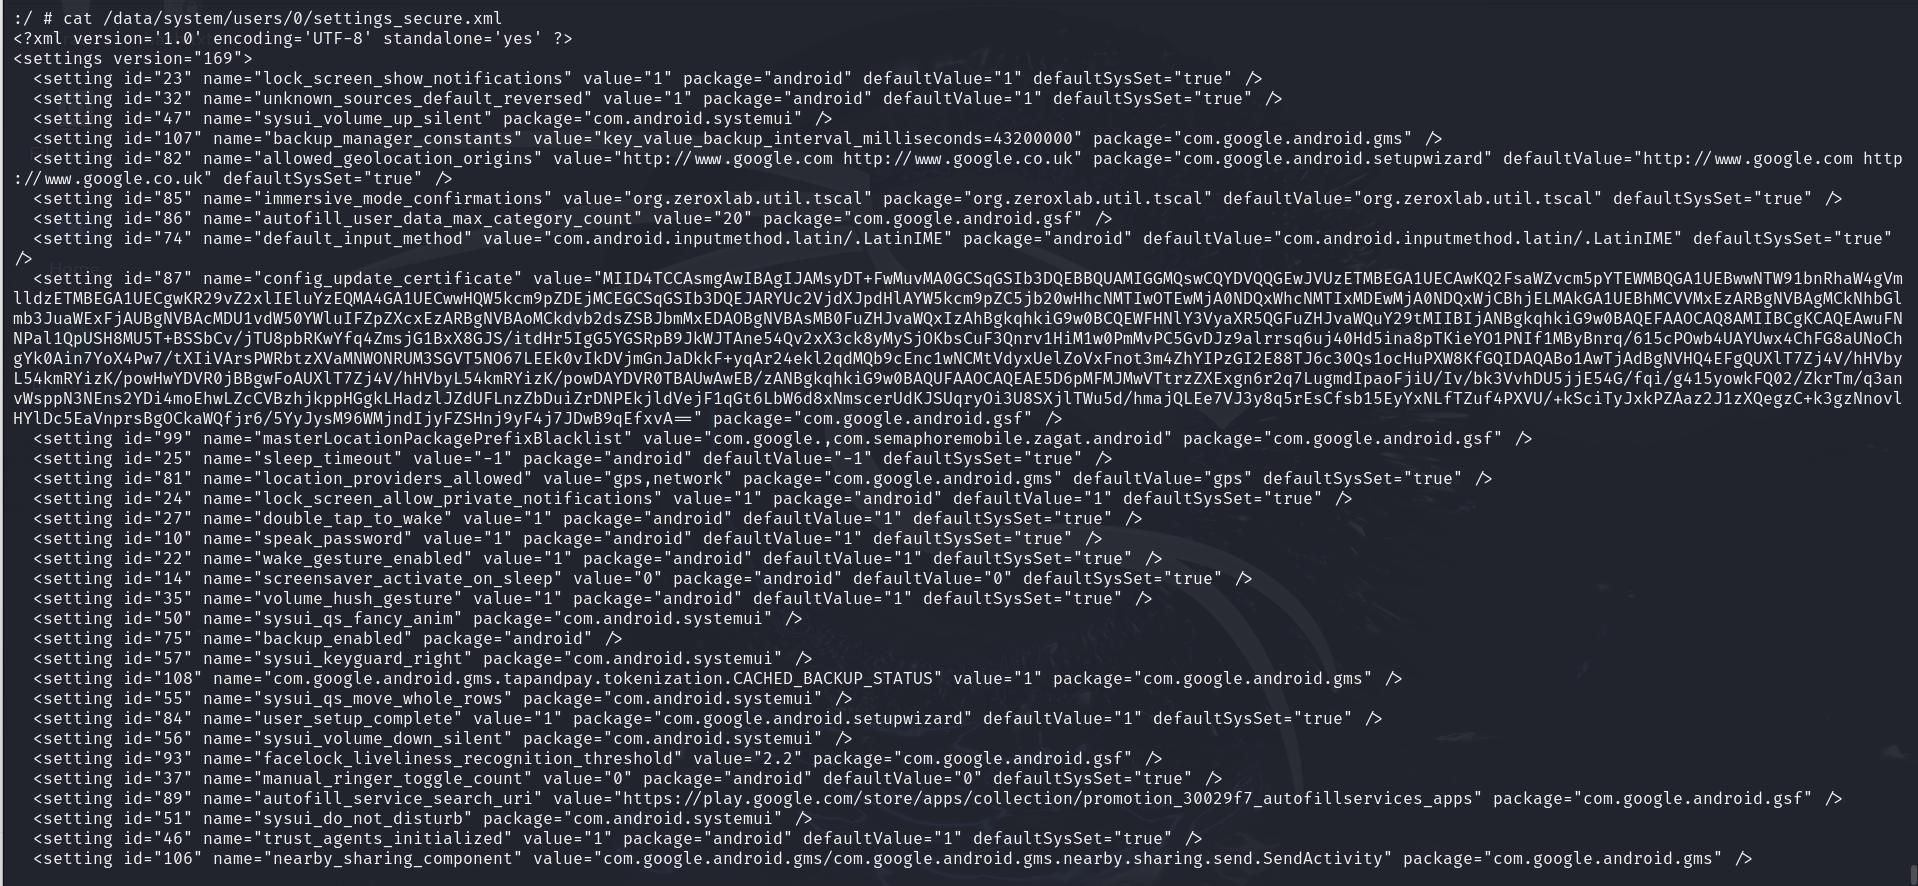 :/ # cat /data/system/users/0/settings_secure.xml
<?xml version='1.0' encoding='UTF-8' standalone='yes' ?>
<settings version="169">
  <setting id="23" name="lock_screen_show_notifications" value="1" package="android" defaultValue="1" defaultSysSet="true" />
  <setting id="32" name="unknown_sources_default_reversed" value="1" package="android" defaultValue="1" defaultSysSet="true" />
  <setting id="47" name="sysui_volume_up_silent" package="com.android.systemui" />
  <setting id="107" name="backup_manager_constants" value="key_value_backup_interval_milliseconds=43200000" package="com.google.android.gms" />
  <setting id="82" name="allowed_geolocation_origins" value="http://www.google.com http://www.google.co.uk" package="com.google.android.setupwizard" defaultValue="http://www.google.com http
://www.google.co.uk" defaultSysSet="true" />
  <setting id="85" name="immersive_mode_confirmations" value="org.zeroxlab.util.tscal" package="org.zeroxlab.util.tscal" defaultValue="org.zeroxlab.util.tscal" defaultSysSet="true" />
  <setting id="86" name="autofill_user_data_max_category_count" value="20" package="com.google.android.gsf" />
  <setting id="74" name="default_input_method" value="com.android.inputmethod.latin/.LatinIME" package="android" defaultValue="com.android.inputmethod.latin/.LatinIME" defaultSysSet="true"
/>
  <setting id="87" name="config_update_certificate" value="MIID4TCCAsmgAwIBAgIJAMsyDT+FwMuvMA0GCSqGSIb3DQEBBQUAMIGGMQswCQYDVQQGEwJVUzETMBEGA1UECAwKQ2FsaWZvcm5pYTEWMBQGA1UEBwwNTW91bnRhaW4gVm
lldzETMBEGA1UECgwKR29vZ2xlIEluYzEQMA4GA1UECwwHQW5kcm9pZDEjMCEGCSqGSIb3DQEJARYUc2VjdXJpdHlAYW5kcm9pZC5jb20wHhcNMTIwOTEwMjA0NDQxWhcNMTIxMDEwMjA0NDQxWjCBhjELMAkGA1UEBhMCVVMxEzARBgNVBAgMCkNhbGl
mb3JuaWExFjAUBgNVBAcMDU1vdW50YWluIFZpZXcxEzARBgNVBAoMCkdvb2dsZSBJbmMxEDAOBgNVBAsMB0FuZHJvaWQxIzAhBgkqhkiG9w0BCQEWFHNlY3VyaXR5QGFuZHJvaWQuY29tMIIBIjANBgkqhkiG9w0BAQEFAAOCAQ8AMIIBCgKCAQEAwuFN
NPal1QpUSH8MU5T+BSSbCv/jTU8pbRKwYfq4ZmsjG1BxX8GJS/itdHr5IgG5YGSRpB9JkWJTAne54Qv2xX3ck8yMySjOKbsCuF3Qnrv1HiM1w0PmMvPC5GvDJz9alrrsq6uj40Hd5ina8pTKieYO1PNIf1MByBnrq/615cPOwb4UAYUwx4ChFG8aUNoCh
gYk0Ain7YoX4Pw7/tXIiVArsPWRbtzXVaMNWONRUM3SGVT5NO67LEEk0vIkDVjmGnJaDkkF+yqAr24ekl2qdMQb9cEnc1wNCMtVdyxUelZoVxFnot3m4ZhYIPzGI2E88TJ6c30Qs1ocHuPXW8KfGQIDAQABo1AwTjAdBgNVHQ4EFgQUXlT7Zj4V/hHVby
L54kmRYizK/powHwYDVR0jBBgwFoAUXlT7Zj4V/hHVbyL54kmRYizK/powDAYDVR0TBAUwAwEB/zANBgkqhkiG9w0BAQUFAAOCAQEAE5D6pMFMJMwVTtrzZXExgn6r2q7LugmdIpaoFjiU/Iv/bk3VvhDU5jjE54G/fqi/g415yowkFQ02/ZkrTm/q3an
vWsppN3NEns2YDi4moEhwLZcCVBzhjkppHGgkLHadzlJZdUFLnzZbDuiZrDNPEkjldVejF1qGt6LbW6d8xNmscerUdKJSUqryOi3U8SXjlTWu5d/hmajQLEe7VJ3y8q5rEsCfsb15EyYxNLfTZuf4PXVU/+kSciTyJxkPZAaz2J1zXQegzC+k3gzNnovl
HYlDc5EaVnprsBgOCkaWQfjr6/5YyJysM96WMjndIjyFZSHnj9yF4j7JDwB9qEfxvA==" package="com.google.android.gsf" />
  <setting id="99" name="masterLocationPackagePrefixBlacklist" value="com.google.,com.semaphoremobile.zagat.android" package="com.google.android.gsf" />
  <setting id="25" name="sleep_timeout" value="-1" package="android" defaultValue="-1" defaultSysSet="true" />
  <setting id="81" name="location_providers_allowed" value="gps,network" package="com.google.android.gms" defaultValue="gps" defaultSysSet="true" />
  <setting id="24" name="lock_screen_allow_private_notifications" value="1" package="android" defaultValue="1" defaultSysSet="true" />
  <setting id="27" name="double_tap_to_wake" value="1" package="android" defaultValue="1" defaultSysSet="true" />
  <setting id="10" name="speak_password" value="1" package="android" defaultValue="1" defaultSysSet="true" />
  <setting id="22" name="wake_gesture_enabled" value="1" package="android" defaultValue="1" defaultSysSet="true" />
  <setting id="14" name="screensaver_activate_on_sleep" value="0" package="android" defaultValue="0" defaultSysSet="true" />
  <setting id="35" name="volume_hush_gesture" value="1" package="android" defaultValue="1" defaultSysSet="true" />
  <setting id="50" name="sysui_qs_fancy_anim" package="com.android.systemui" />
  <setting id="75" name="backup_enabled" package="android" />
  <setting id="57" name="sysui_keyguard_right" package="com.android.systemui" />
  <setting id="108" name="com.google.android.gms.tapandpay.tokenization.CACHED_BACKUP_STATUS" value="1" package="com.google.android.gms" />
  <setting id="55" name="sysui_qs_move_whole_rows" package="com.android.systemui" />
  <setting id="84" name="user_setup_complete" value="1" package="com.google.android.setupwizard" defaultValue="1" defaultSysSet="true" />
  <setting id="56" name="sysui_volume_down_silent" package="com.android.systemui" />
  <setting id="93" name="facelock_liveliness_recognition_threshold" value="2.2" package="com.google.android.gsf" />
  <setting id="37" name="manual_ringer_toggle_count" value="0" package="android" defaultValue="0" defaultSysSet="true" />
  <setting id="89" name="autofill_service_search_uri" value="https://play.google.com/store/apps/collection/promotion_30029f7_autofillservices_apps" package="com.google.android.gsf" />
  <setting id="51" name="sysui_do_not_disturb" package="com.android.systemui" />
  <setting id="46" name="trust_agents_initialized" value="1" package="android" defaultValue="1" defaultSysSet="true" />
  <setting id="106" name="nearby_sharing_component" value="com.google.android.gms/com.google.android.gms.nearby.sharing.send.SendActivity" package="com.google.android.gms" />